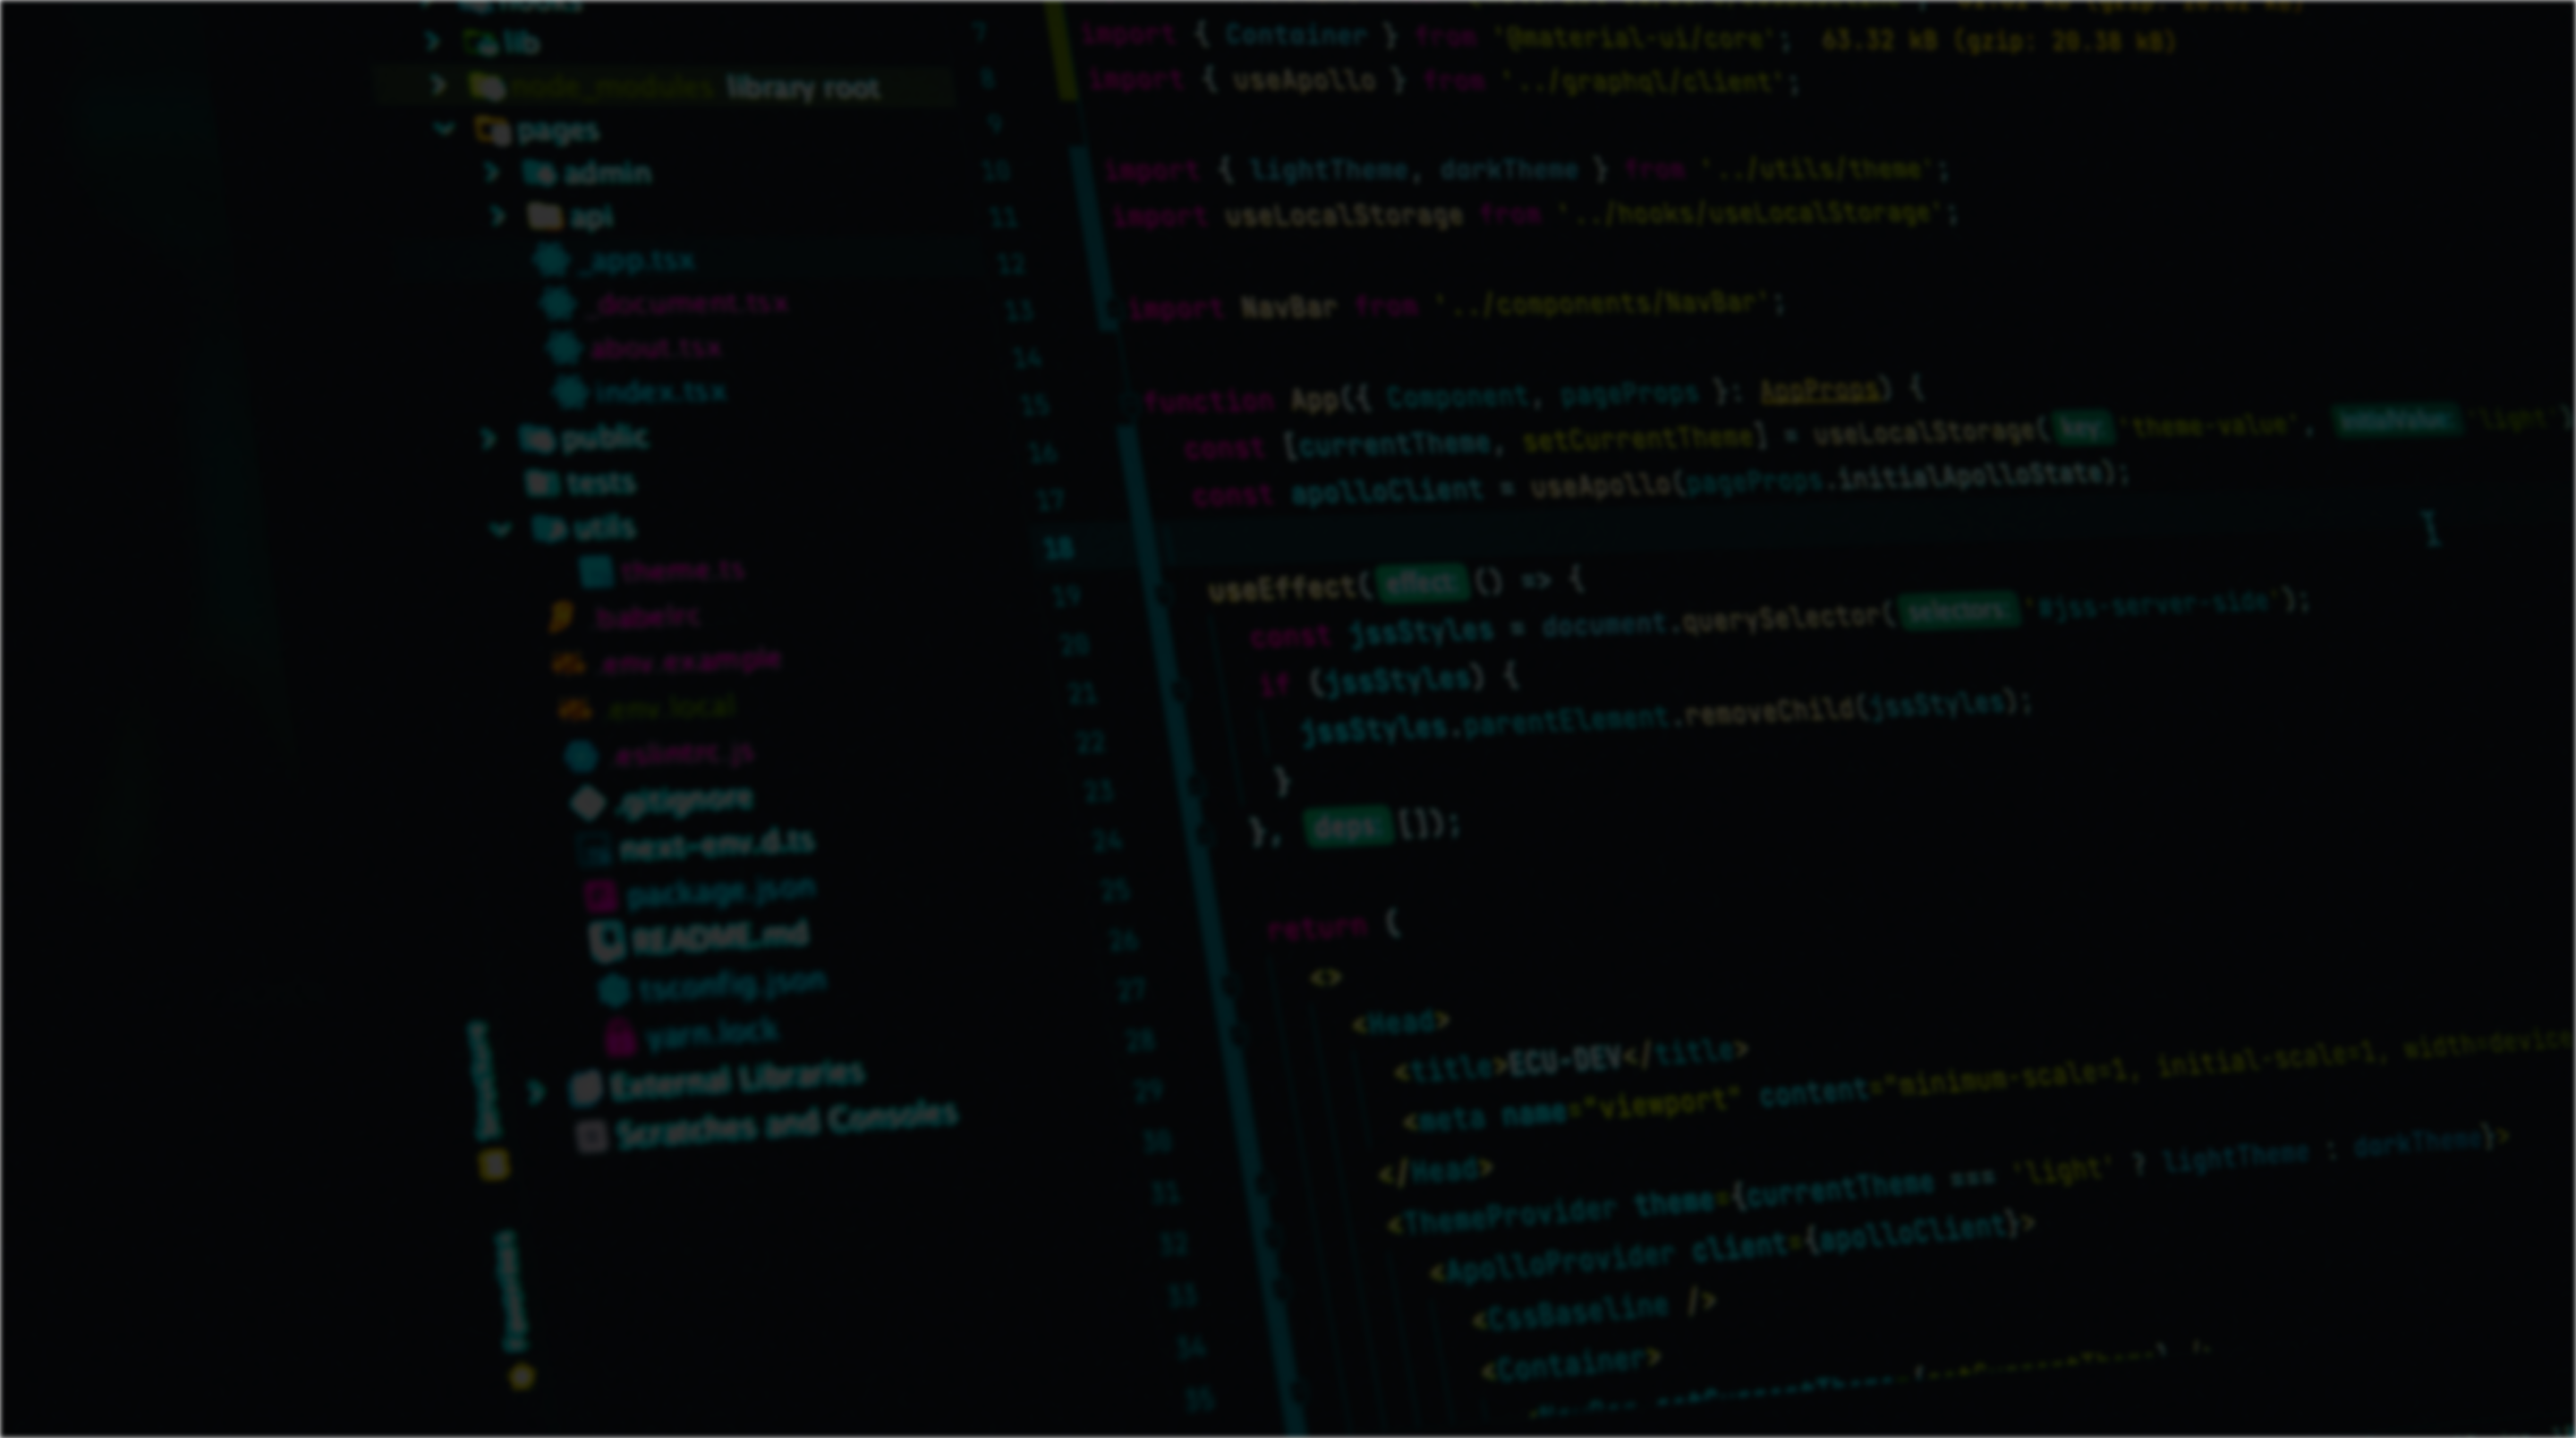 hooks
lib
node_modules library root
pages
admin
api
_app.tsx
_document.tsx
about.tsx
index.tsx
public
tests
utils
theme.ts
.babelrc
.env.example
.env.local
.eslintrc.js
.gitignore
next-env.d.ts
package.json
README.md
tsconfig.json
yarn.lock
External Libraries
Scratches and Consoles
Structure
Favorites
7 import { Container } from '@material-ui/core'; 63.32 kB (gzip: 20.38 kB)
8 import { useApollo } from '../graphql/client';
9
10 import { lightTheme, darkTheme } from '../utils/theme';
11 import useLocalStorage from '../hooks/useLocalStorage';
12
13 import NavBar from '../components/NavBar';
14
15 function App({ Component, pageProps }: AppProps) {
16 const [currentTheme, setCurrentTheme] = useLocalStorage( key: 'theme-value', initialValue: 'light')
17 const apolloClient = useApollo(pageProps.initialApolloState);
18
19 useEffect( effect: () => {
20 const jssStyles = document.querySelector( selectors: '#jss-server-side');
21 if (jssStyles) {
22 jssStyles.parentElement.removeChild(jssStyles);
23 }
24 }, deps: []);
25
26 return (
27 <>
28 <Head>
29 <title>ECU-DEV</title>
30 <meta name="viewport" content="minimum-scale=1, initial-scale=1, width=device
31 </Head>
32 <ThemeProvider theme={currentTheme === 'light' ? lightTheme : darkTheme}>
33 <ApolloProvider client={apolloClient}>
34 <CssBaseline />
35 <Container>